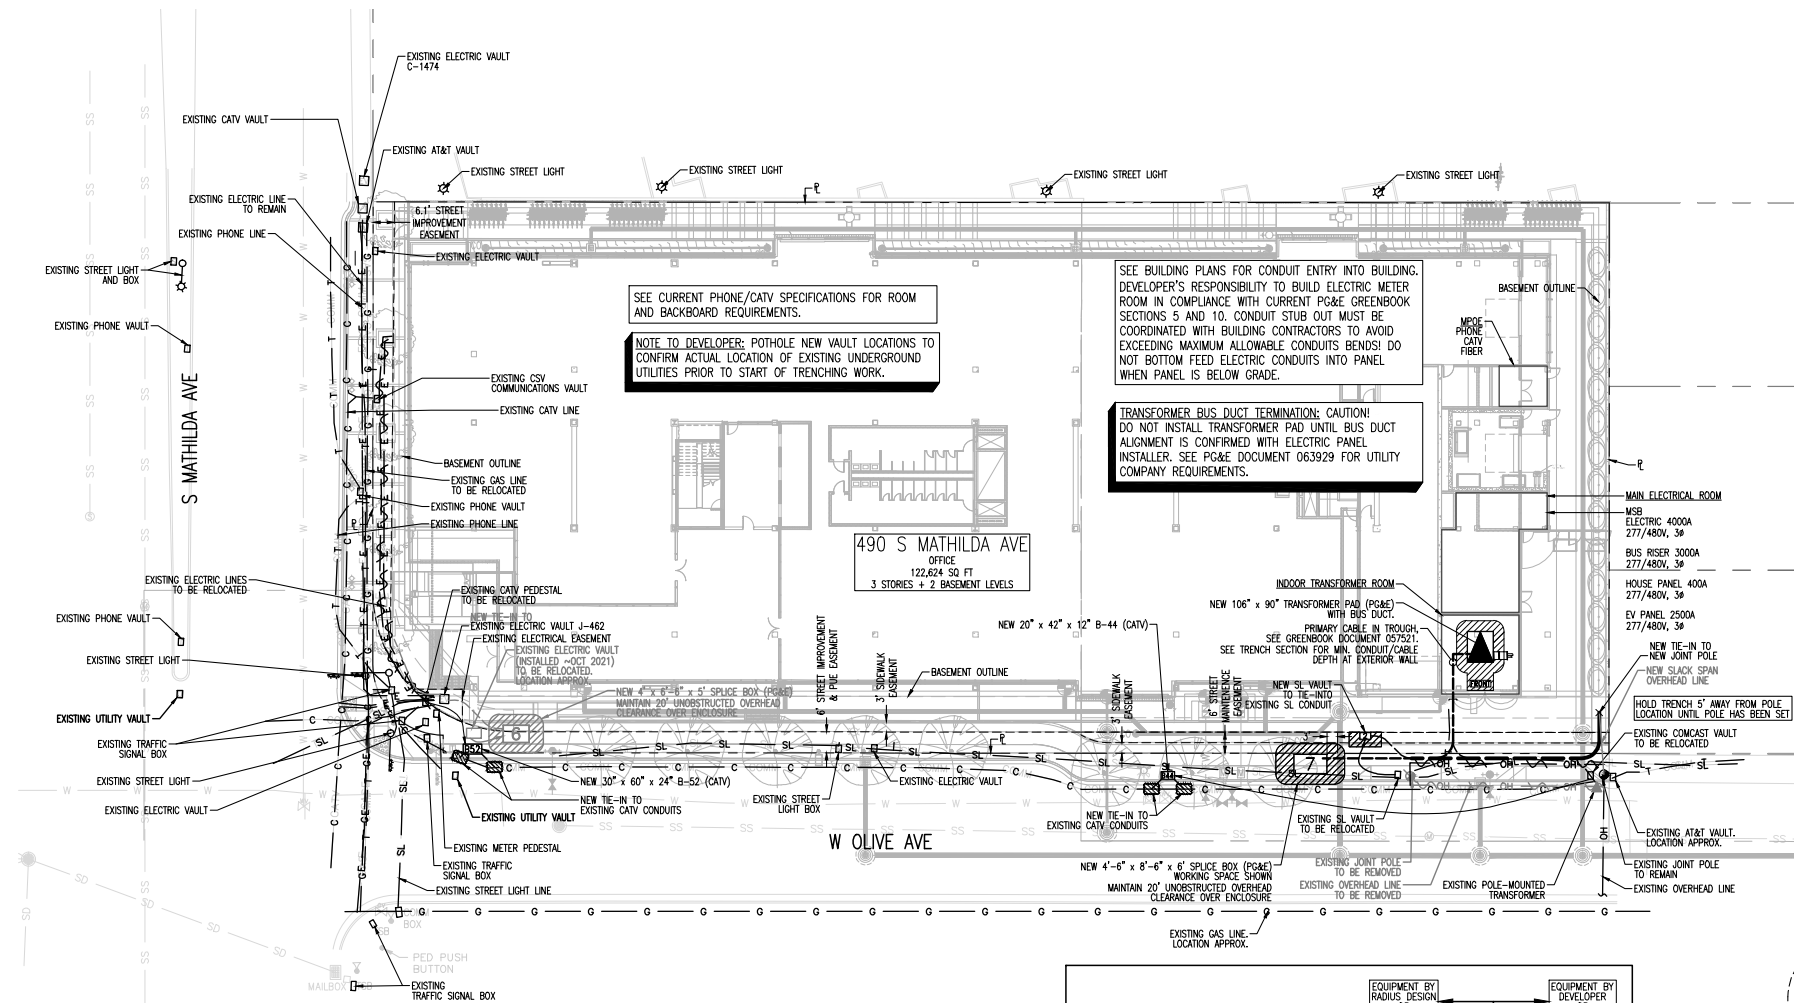 EXISTING ELECTRIC VAULT
C-1474
EXISTING CATV VAULT
EXISTING AT&T VAULT
EXISTING STREET LIGHT
EXISTING STREET LIGHT
EXISTING STREET LIGHT
EXISTING STREET LIGHT
EXISTING ELECTRIC LINE
TO REMAIN
6.1' STREET
IMPROVEMENT
EASEMENT
EXISTING PHONE LINE
EXISTING ELECTRIC VAULT
EXISTING STREET LIGHT
AND BOX
EXISTING PHONE VAULT
S MATHILDA AVE
SEE CURRENT PHONE/CATV SPECIFICATIONS FOR ROOM
AND BACKBOARD REQUIREMENTS.
NOTE TO DEVELOPER: POTHOLE NEW VAULT LOCATIONS TO
CONFIRM ACTUAL LOCATION OF EXISTING UNDERGROUND
UTILITIES PRIOR TO START OF TRENCHING WORK.
SEE BUILDING PLANS FOR CONDUIT ENTRY INTO BUILDING.
DEVELOPER'S RESPONSIBILITY TO BUILD ELECTRIC METER
ROOM IN COMPLIANCE WITH CURRENT PG&E GREENBOOK
SECTIONS 5 AND 10. CONDUIT STUB OUT MUST BE
COORDINATED WITH BUILDING CONTRACTORS TO AVOID
EXCEEDING MAXIMUM ALLOWABLE CONDUITS BENDS! DO
NOT BOTTOM FEED ELECTRIC CONDUITS INTO PANEL
WHEN PANEL IS BELOW GRADE.
BASEMENT OUTLINE
MPOE
PHONE
CATV
FIBER
TRANSFORMER BUS DUCT TERMINATION: CAUTION!
DO NOT INSTALL TRANSFORMER PAD UNTIL BUS DUCT
ALIGNMENT IS CONFIRMED WITH ELECTRIC PANEL
INSTALLER. SEE PG&E DOCUMENT 063929 FOR UTILITY
COMPANY REQUIREMENTS.
EXISTING CSV
COMMUNICATIONS VAULT
EXISTING CATV LINE
BASEMENT OUTLINE
EXISTING GAS LINE
TO BE RELOCATED
EXISTING PHONE VAULT
EXISTING PHONE LINE
490 S MATHILDA AVE
OFFICE
122,624 SQ FT
3 STORIES + 2 BASEMENT LEVELS
MAIN ELECTRICAL ROOM
MSB
ELECTRIC 4000A
277/480V, 3ø
BUS RISER 3000A
277/480V, 3ø
HOUSE PANEL 400A
277/480V, 3ø
EV PANEL 2500A
277/480V, 3ø
EXISTING ELECTRIC LINES
TO BE RELOCATED
EXISTING PHONE VAULT
EXISTING STREET LIGHT
EXISTING UTILITY VAULT
EXISTING TRAFFIC
SIGNAL BOX
EXISTING STREET LIGHT
EXISTING ELECTRIC VAULT
EXISTING CATV PEDESTAL
TO BE RELOCATED
NEW TIE-IN TO
EXISTING ELECTRIC VAULT J-462
EXISTING ELECTRICAL EASEMENT
EXISTING ELECTRIC VAULT
(INSTALLED ~OCT 2021)
TO BE RELOCATED.
LOCATION APPROX.
NEW 4' x 6'-6" x 5' SPLICE BOX (PG&E)
MAINTAIN 20' UNOBSTRUCTED OVERHEAD
CLEARANCE OVER ENCLOSURE
6
B52
6' STREET IMPROVEMENT
& PUE EASEMENT
3' SIDEWALK
EASEMENT
BASEMENT OUTLINE
NEW 20" x 42" x 12" B-44 (CATV)
3' SIDEWALK
EASEMENT
6' STREET
MAINTENENCE
EASEMENT
INDOOR TRANSFORMER ROOM
NEW 106" x 90" TRANSFORMER PAD (PG&E)
WITH BUS DUCT.
PRIMARY CABLE IN TROUGH,
SEE GREENBOOK DOCUMENT 057521.
SEE TRENCH SECTION FOR MIN. CONDUIT/CABLE
DEPTH AT EXTERIOR WALL
FRONT
NEW SL VAULT
TO TIE-INTO
EXISTING SL CONDUIT
3'
7
B44
NEW TIE-IN TO
NEW JOINT POLE
NEW SLACK SPAN
OVERHEAD LINE
HOLD TRENCH 5' AWAY FROM POLE
LOCATION UNTIL POLE HAS BEEN SET
EXISTING COMCAST VAULT
TO BE RELOCATED
NEW 30" x 60" x 24" B-52 (CATV)
NEW TIE-IN TO
EXISTING CATV CONDUITS
EXISTING UTILITY VAULT
EXISTING METER PEDESTAL
EXISTING TRAFFIC
SIGNAL BOX
EXISTING STREET LIGHT LINE
EXISTING STREET
LIGHT BOX
EXISTING ELECTRIC VAULT
W OLIVE AVE
NEW TIE-IN TO
EXISTING CATV CONDUITS
EXISTING SL VAULT
TO BE RELOCATED
NEW 4'-6" x 8'-6" x 6' SPLICE BOX (PG&E)
WORKING SPACE SHOWN
MAINTAIN 20' UNOBSTRUCTED OVERHEAD
CLEARANCE OVER ENCLOSURE
EXISTING JOINT POLE
TO BE REMOVED
EXISTING OVERHEAD LINE
TO BE REMOVED
EXISTING POLE-MOUNTED
TRANSFORMER
EXISTING AT&T VAULT.
LOCATION APPROX.
EXISTING JOINT POLE
TO REMAIN
EXISTING OVERHEAD LINE
EXISTING GAS LINE.
LOCATION APPROX.
COMM
BOX
PED PUSH
BUTTON
MAILBOX
EXISTING
TRAFFIC SIGNAL BOX
EQUIPMENT BY
RADIUS DESIGN
EQUIPMENT BY
DEVELOPER